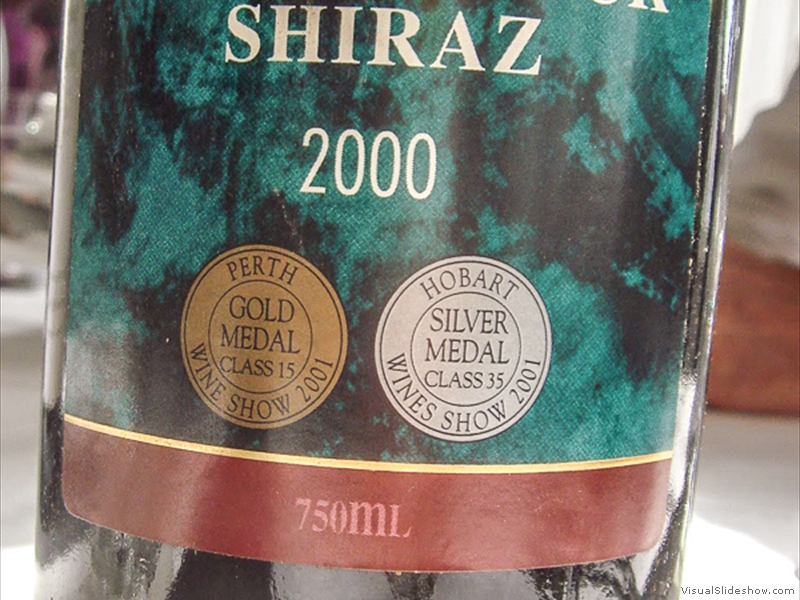 SHIRAZ
2000
PERTH
GOLD
MEDAL
CLASS 15
WINE SHOW 2001
HOBART
SILVER
MEDAL
CLASS 35
WINES SHOW 2001
750mL
VisualSlideshow.com